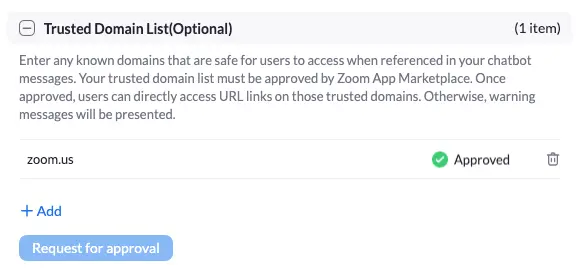 Trusted Domain List(Optional) (1 item)
Enter any known domains that are safe for users to access when referenced in your chatbot
messages. Your trusted domain list must be approved by Zoom App Marketplace. Once
approved, users can directly access URL links on those trusted domains. Otherwise, warning
messages will be presented.
zoom.us Approved
+ Add
Request for approval